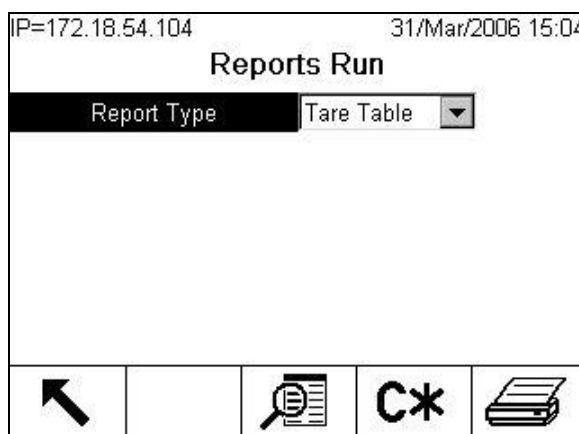 IP=172.18.54.104 31/Mar/2006 15:04
Reports Run
Report Type Tare Table
C*